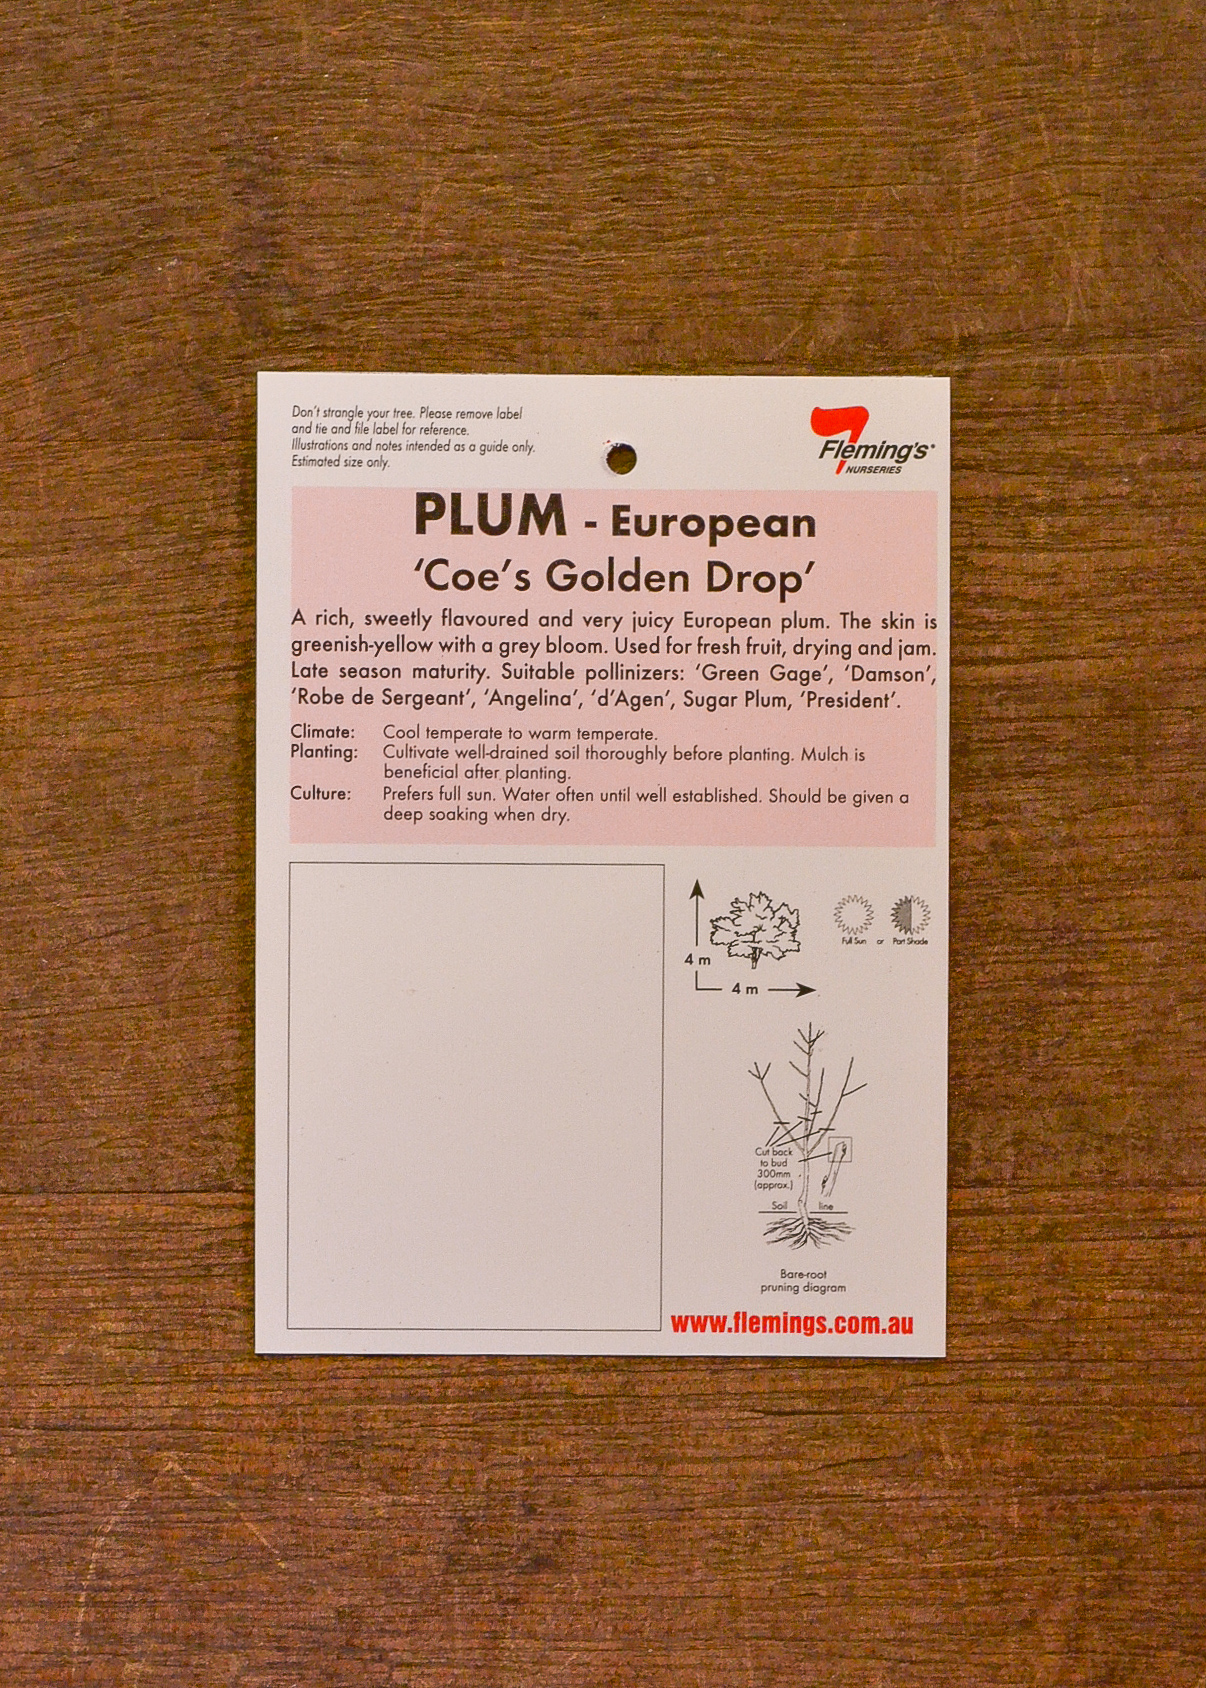 Don't strangle your tree. Please remove label
and tie and file label for reference.
Illustrations and notes intended as a guide only.
Estimated size only.
Fleming's
NURSERIES
PLUM - European
‘Coe’s Golden Drop’
A rich, sweetly flavoured and very juicy European plum. The skin is
greenish-yellow with a grey bloom. Used for fresh fruit, drying and jam.
Late season maturity. Suitable pollinizers: ‘Green Gage’, ‘Damson’,
‘Robe de Sergeant’, ‘Angelina’, ‘d’Agen’, Sugar Plum, ‘President’.
Climate: Cool temperate to warm temperate.
Planting: Cultivate well-drained soil thoroughly before planting. Mulch is
beneficial after planting.
Culture: Prefers full sun. Water often until well established. Should be given a
deep soaking when dry.
Full Sun or Part Shade
4 m
4 m
Cut back
to bud
300mm
(approx.)
Soil line
Bare-root
pruning diagram
www.flemings.com.au